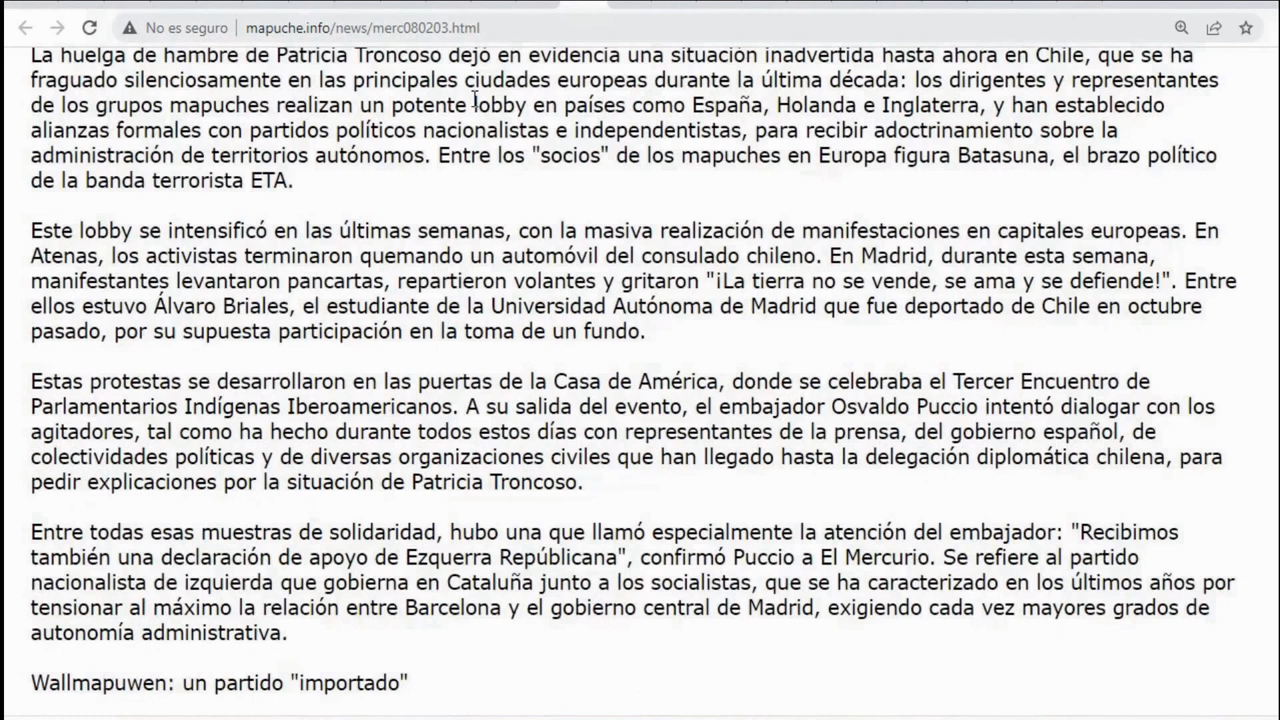 No es seguro mapuche.info/news/merc080203.html
La huelga de hambre de Patricia Troncoso dejó en evidencia una situación inadvertida hasta ahora en Chile, que se ha
fraguado silenciosamente en las principales ciudades europeas durante la última década: los dirigentes y representantes
de los grupos mapuches realizan un potente lobby en países como España, Holanda e Inglaterra, y han establecido
alianzas formales con partidos políticos nacionalistas e independentistas, para recibir adoctrinamiento sobre la
administración de territorios autónomos. Entre los "socios" de los mapuches en Europa figura Batasuna, el brazo político
de la banda terrorista ETA.
Este lobby se intensificó en las últimas semanas, con la masiva realización de manifestaciones en capitales europeas. En
Atenas, los activistas terminaron quemando un automóvil del consulado chileno. En Madrid, durante esta semana,
manifestantes levantaron pancartas, repartieron volantes y gritaron "¡La tierra no se vende, se ama y se defiende!". Entre
ellos estuvo Álvaro Briales, el estudiante de la Universidad Autónoma de Madrid que fue deportado de Chile en octubre
pasado, por su supuesta participación en la toma de un fundo.
Estas protestas se desarrollaron en las puertas de la Casa de América, donde se celebraba el Tercer Encuentro de
Parlamentarios Indígenas Iberoamericanos. A su salida del evento, el embajador Osvaldo Puccio intentó dialogar con los
agitadores, tal como ha hecho durante todos estos días con representantes de la prensa, del gobierno español, de
colectividades políticas y de diversas organizaciones civiles que han llegado hasta la delegación diplomática chilena, para
pedir explicaciones por la situación de Patricia Troncoso.
Entre todas esas muestras de solidaridad, hubo una que llamó especialmente la atención del embajador: "Recibimos
también una declaración de apoyo de Ezquerra Repúblicana", confirmó Puccio a El Mercurio. Se refiere al partido
nacionalista de izquierda que gobierna en Cataluña junto a los socialistas, que se ha caracterizado en los últimos años por
tensionar al máximo la relación entre Barcelona y el gobierno central de Madrid, exigiendo cada vez mayores grados de
autonomía administrativa.
Wallmapuwen: un partido "importado"